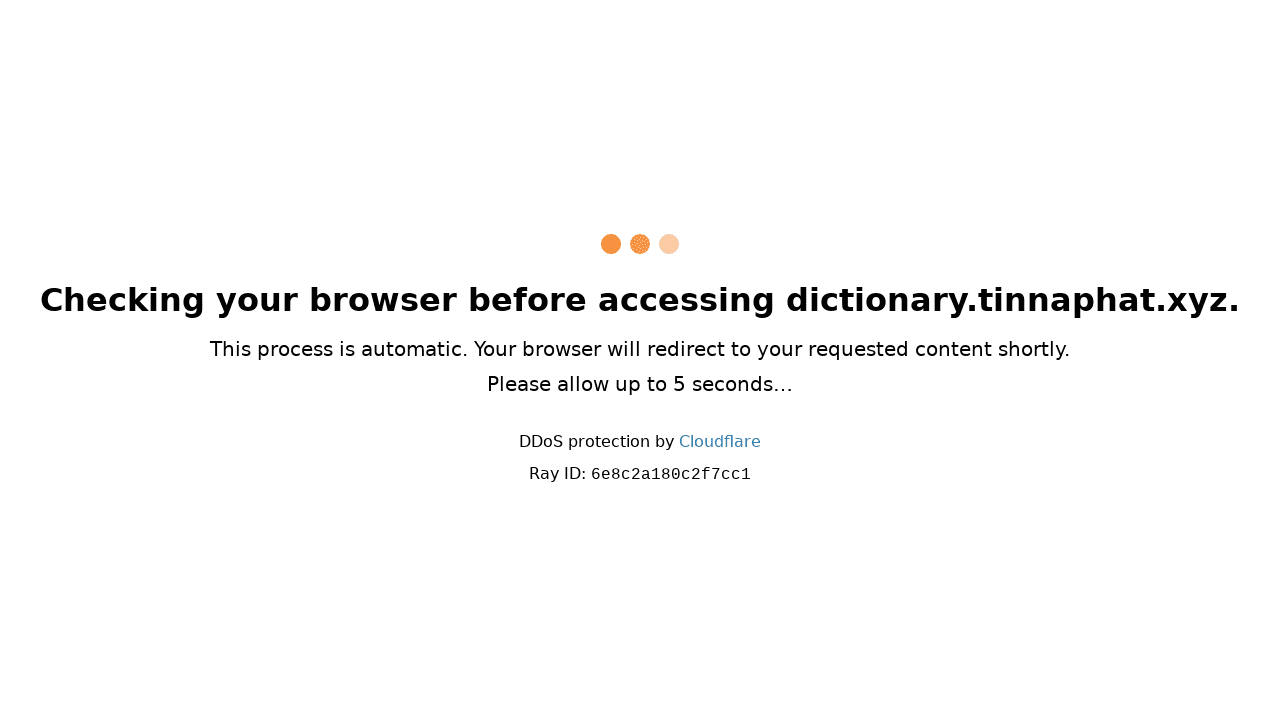 Checking your browser before accessing dictionary.tinnaphat.xyz.
This process is automatic. Your browser will redirect to your requested content shortly.
Please allow up to 5 seconds…
DDoS protection by Cloudflare
Ray ID: 6e8c2a180c2f7cc1